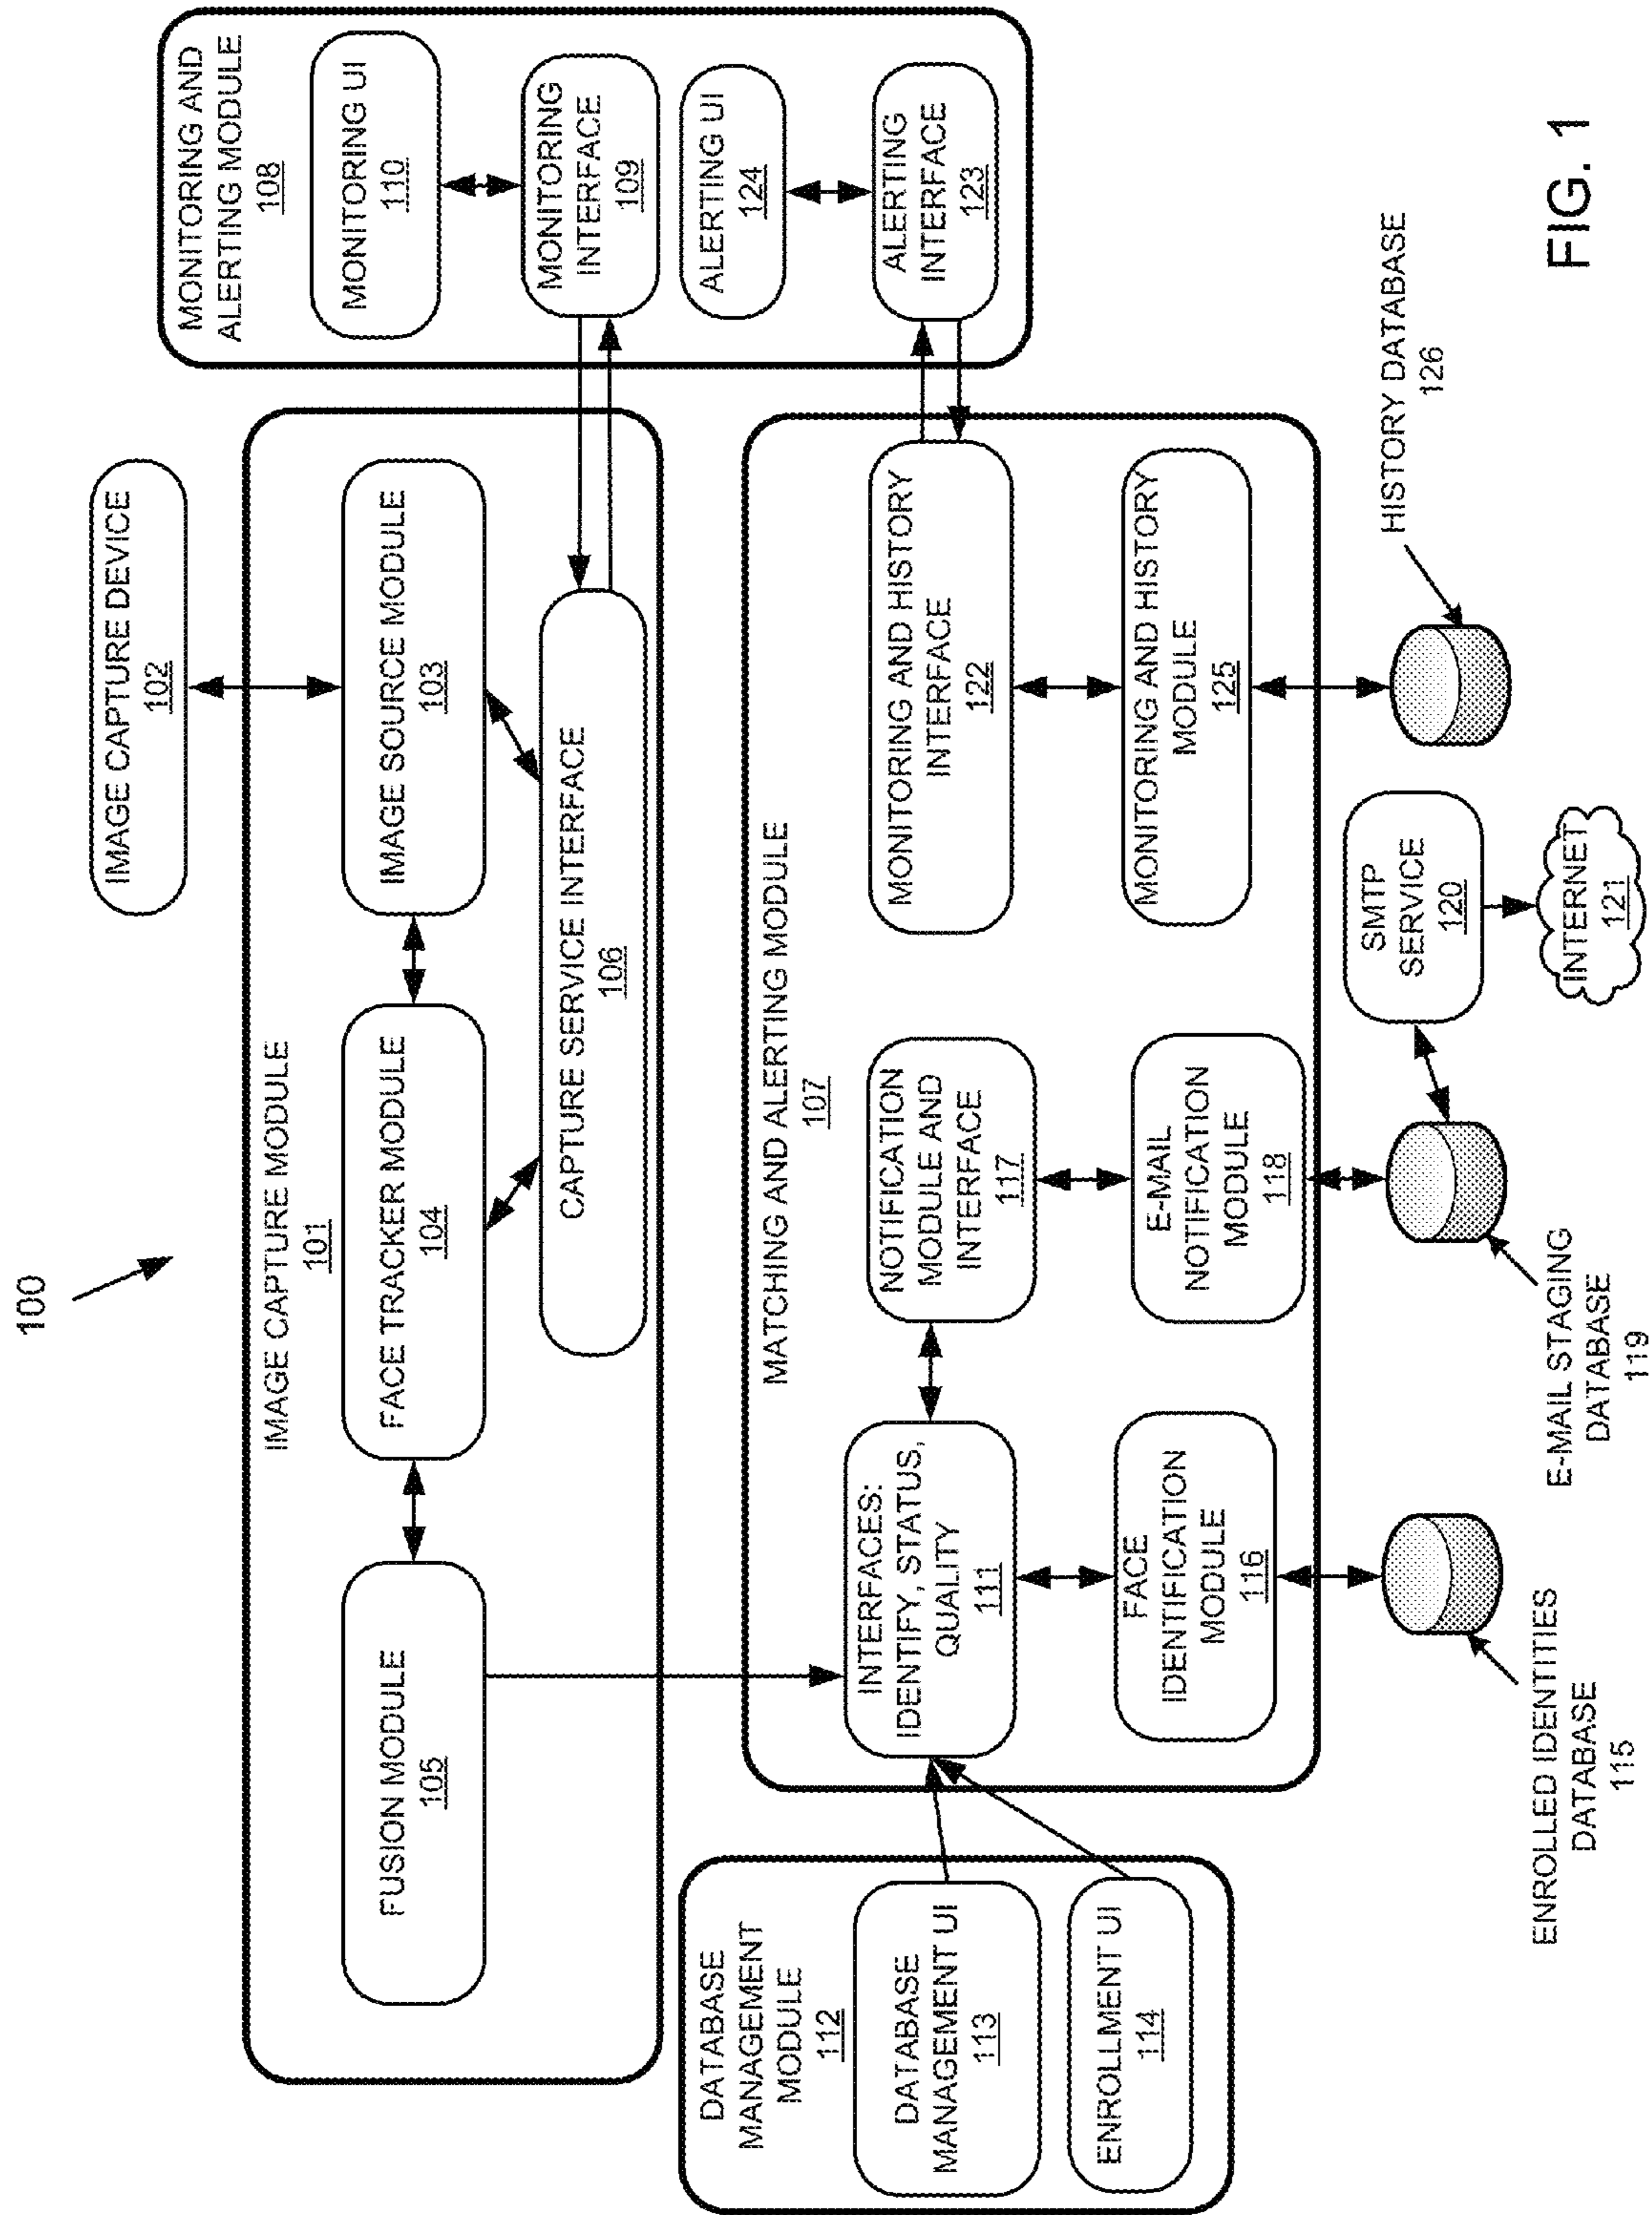 100
IMAGE CAPTURE DEVICE
102
IMAGE CAPTURE MODULE
101
FUSION MODULE
105
FACE TRACKER MODULE
104
IMAGE SOURCE MODULE
103
CAPTURE SERVICE INTERFACE
106
MONITORING AND
ALERTING MODULE
108
MONITORING UI
110
MONITORING
INTERFACE
109
ALERTING UI
124
ALERTING
INTERFACE
123
DATABASE
MANAGEMENT
MODULE
112
DATABASE
MANAGEMENT UI
113
ENROLLMENT UI
114
MATCHING AND ALERTING MODULE
107
INTERFACES:
IDENTIFY, STATUS,
QUALITY
111
NOTIFICATION
MODULE AND
INTERFACE
117
MONITORING AND HISTORY
INTERFACE
122
FACE
IDENTIFICATION
MODULE
116
E-MAIL
NOTIFICATION
MODULE
118
MONITORING AND HISTORY
MODULE
125
ENROLLED IDENTITIES
DATABASE
115
E-MAIL STAGING
DATABASE
119
SMTP
SERVICE
120
INTERNET
121
HISTORY DATABASE
126
FIG. 1